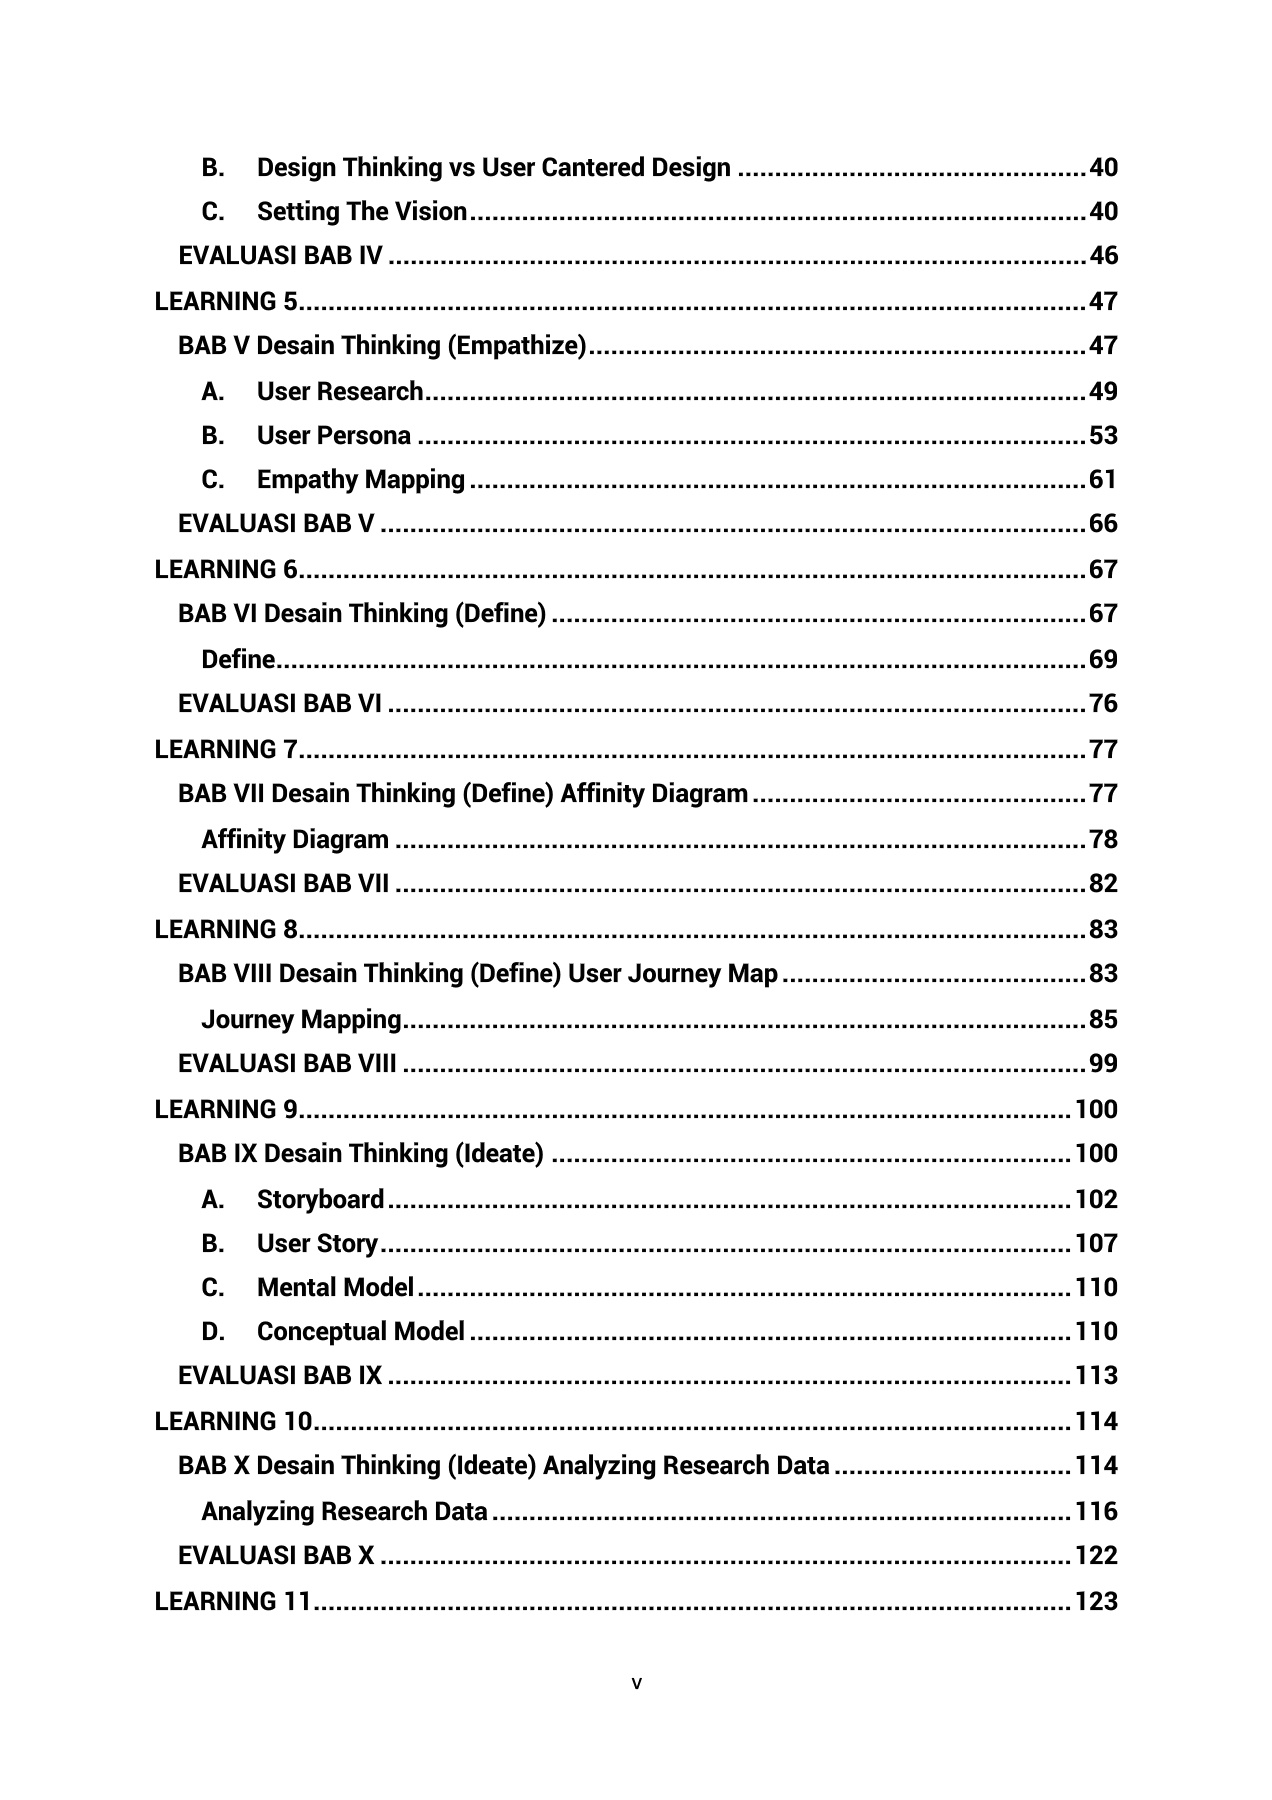 B. Design Thinking vs User Cantered Design ................................................ 40
C. Setting The Vision .................................................................................... 40
EVALUASI BAB IV ............................................................................................... 46
LEARNING 5 ........................................................................................................... 47
BAB V Desain Thinking (Empathize) .................................................................... 47
A. User Research .......................................................................................... 49
B. User Persona ........................................................................................... 53
C. Empathy Mapping .................................................................................... 61
EVALUASI BAB V ................................................................................................ 66
LEARNING 6 ........................................................................................................... 67
BAB VI Desain Thinking (Define) ......................................................................... 67
Define .............................................................................................................. 69
EVALUASI BAB VI ............................................................................................... 76
LEARNING 7 ........................................................................................................... 77
BAB VII Desain Thinking (Define) Affinity Diagram .............................................. 77
Affinity Diagram .............................................................................................. 78
EVALUASI BAB VII .............................................................................................. 82
LEARNING 8 ........................................................................................................... 83
BAB VIII Desain Thinking (Define) User Journey Map .......................................... 83
Journey Mapping ............................................................................................. 85
EVALUASI BAB VIII ............................................................................................. 99
LEARNING 9 ......................................................................................................... 100
BAB IX Desain Thinking (Ideate) ....................................................................... 100
A. Storyboard ............................................................................................. 102
B. User Story .............................................................................................. 107
C. Mental Model ......................................................................................... 110
D. Conceptual Model .................................................................................. 110
EVALUASI BAB IX ............................................................................................. 113
LEARNING 10 ....................................................................................................... 114
BAB X Desain Thinking (Ideate) Analyzing Research Data ................................ 114
Analyzing Research Data ............................................................................... 116
EVALUASI BAB X .............................................................................................. 122
LEARNING 11 ....................................................................................................... 123
v